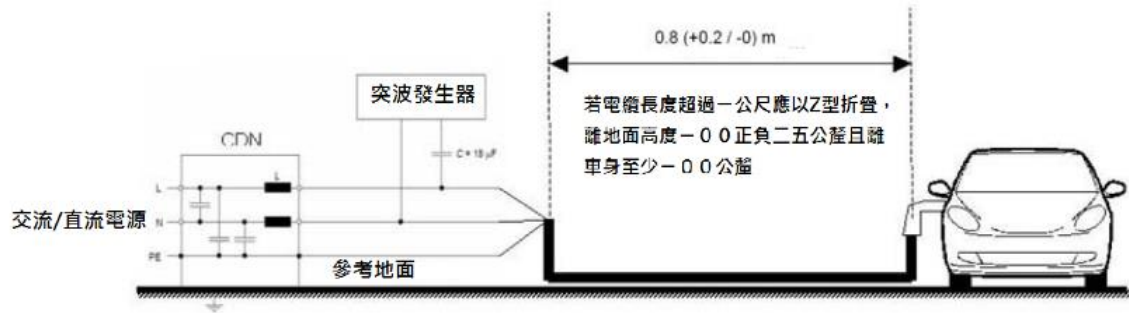 0.8 (+0.2 / -0) m
突波發生器
若電纜長度超過一公尺應以Z型折疊，
離地面高度一００正負二五公釐且離
車身至少一００公釐
CDN
C = 18 μF
L
L
交流/直流電源
N
PE
參考地面